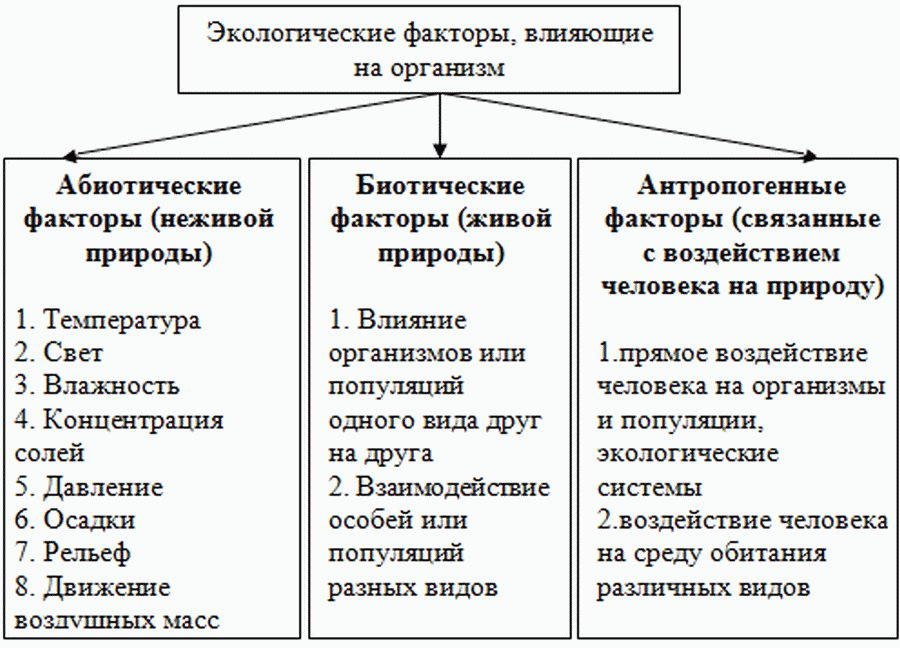 Экологические факторы, влияющие
на организм
Абиотические
факторы (неживой
природы)
1. Температура
2. Свет
3. Влажность
4. Концентрация
солей
5. Давление
6. Осадки
7. Рельеф
8. Движение
воздушных масс
Биотические
факторы (живой
природы)
1. Влияние
организмов или
популяций
одного вида друг
на друга
2. Взаимодействие
особей или
популяций
разных видов
Антропогенные
факторы (связанные
с воздействием
человека на природу)
1.прямое воздействие
человека на организмы
и популяции,
экологические
системы
2.воздействие человека
на среду обитания
различных видов